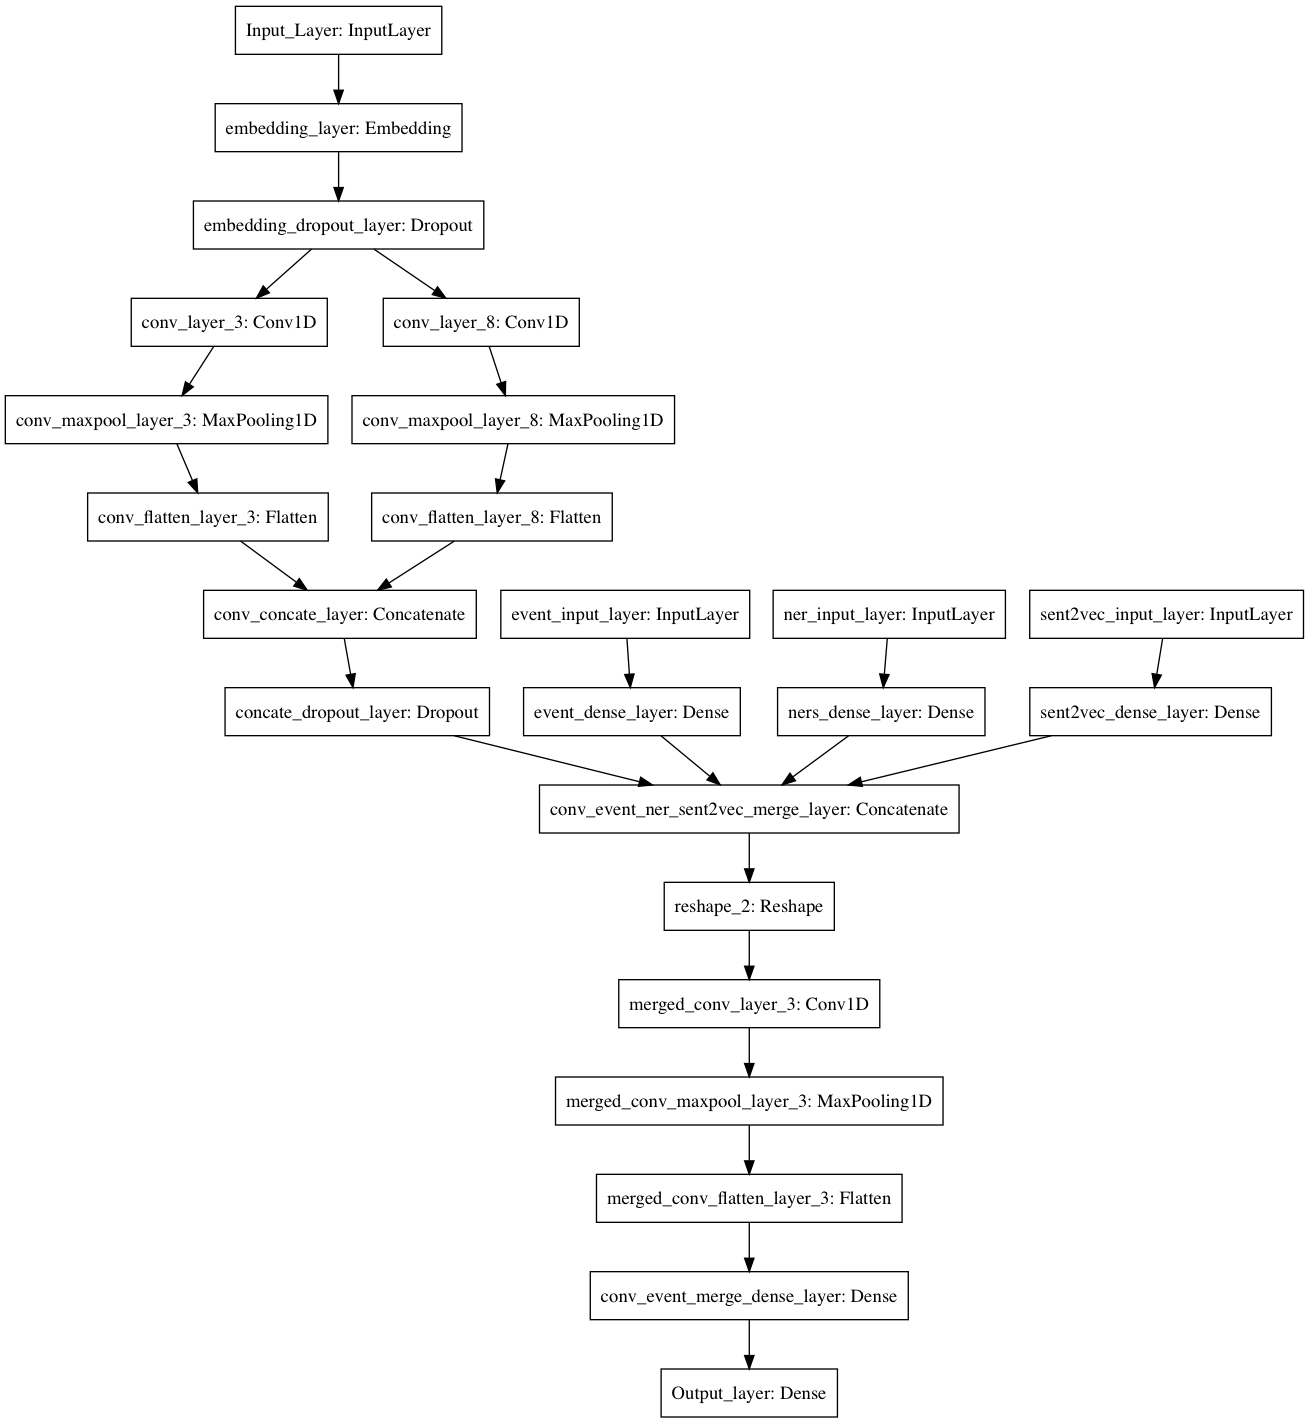 Input_Layer: InputLayer
embedding_layer: Embedding
embedding_dropout_layer: Dropout
conv_layer_3: Conv1D
conv_layer_8: Conv1D
conv_maxpool_layer_3: MaxPooling1D
conv_maxpool_layer_8: MaxPooling1D
conv_flatten_layer_3: Flatten
conv_flatten_layer_8: Flatten
conv_concate_layer: Concatenate
event_input_layer: InputLayer
ner_input_layer: InputLayer
sent2vec_input_layer: InputLayer
concate_dropout_layer: Dropout
event_dense_layer: Dense
ners_dense_layer: Dense
sent2vec_dense_layer: Dense
conv_event_ner_sent2vec_merge_layer: Concatenate
reshape_2: Reshape
merged_conv_layer_3: Conv1D
merged_conv_maxpool_layer_3: MaxPooling1D
merged_conv_flatten_layer_3: Flatten
conv_event_merge_dense_layer: Dense
Output_layer: Dense